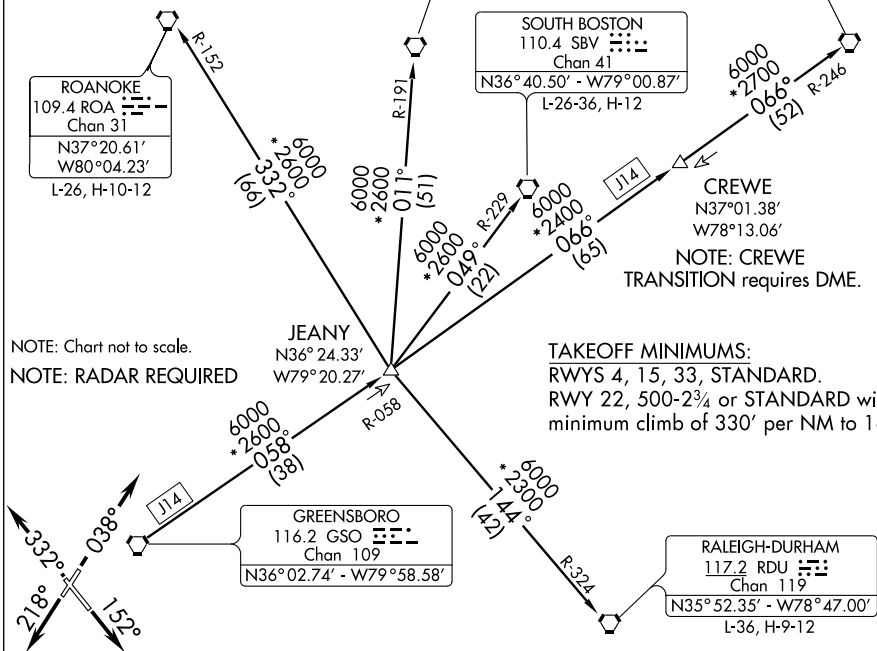 R-152
ROANOKE
109.4 ROA
Chan 31
N37°20.61'
W80°04.23'
L-26, H-10-12
6000
*2600
332°
(66)
R-191
6000
*2600
011°
(51)
SOUTH BOSTON
110.4 SBV
Chan 41
N36°40.50' - W79°00.87'
L-26-36, H-12
R-229
6000
*2600
049°
(22)
6000
*2700
066°
(52)
R-246
J14
6000
*2400
066°
(65)
CREWE
N37°01.38'
W78°13.06'
NOTE: CREWE
TRANSITION requires DME.
NOTE: Chart not to scale.
NOTE: RADAR REQUIRED
JEANY
N36°24.33'
W79°20.27'
R-058
TAKEOFF MINIMUMS:
RWYS 4, 15, 33, STANDARD.
RWY 22, 500-2¾ or STANDARD wi
minimum climb of 330' per NM to 1
6000
*2600
058°
(38)
J14
GREENSBORO
116.2 GSO
Chan 109
N36°02.74' - W79°58.58'
6000
*2300
144°
(42)
R-324
RALEIGH-DURHAM
117.2 RDU
Chan 119
N35°52.35' - W78°47.00'
L-36, H-9-12
332°
038°
218°
152°